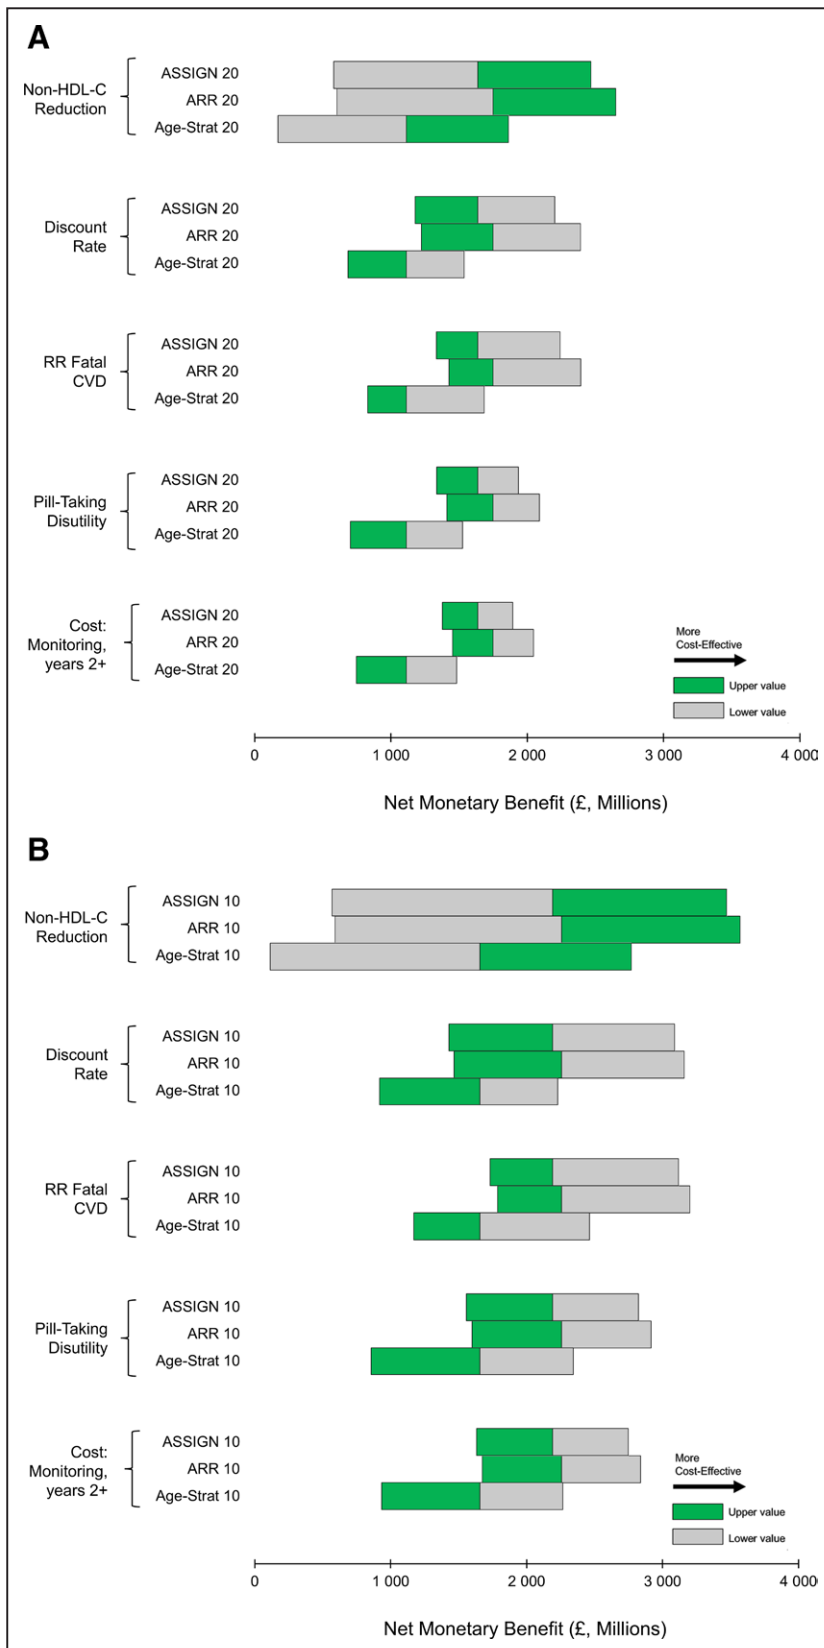 A
Non-HDL-C
Reduction
ASSIGN 20
ARR 20
Age-Strat 20
Discount
Rate
ASSIGN 20
ARR 20
Age-Strat 20
RR Fatal
CVD
ASSIGN 20
ARR 20
Age-Strat 20
Pill-Taking
Disutility
ASSIGN 20
ARR 20
Age-Strat 20
Cost:
Monitoring,
years 2+
ASSIGN 20
ARR 20
Age-Strat 20
More
Cost-Effective
Upper value
Lower value
0 1 000 2 000 3 000 4 000
Net Monetary Benefit (£, Millions)
B
Non-HDL-C
Reduction
ASSIGN 10
ARR 10
Age-Strat 10
Discount
Rate
ASSIGN 10
ARR 10
Age-Strat 10
RR Fatal
CVD
ASSIGN 10
ARR 10
Age-Strat 10
Pill-Taking
Disutility
ASSIGN 10
ARR 10
Age-Strat 10
Cost:
Monitoring,
years 2+
ASSIGN 10
ARR 10
Age-Strat 10
More
Cost-Effective
Upper value
Lower value
0 1 000 2 000 3 000 4 000
Net Monetary Benefit (£, Millions)